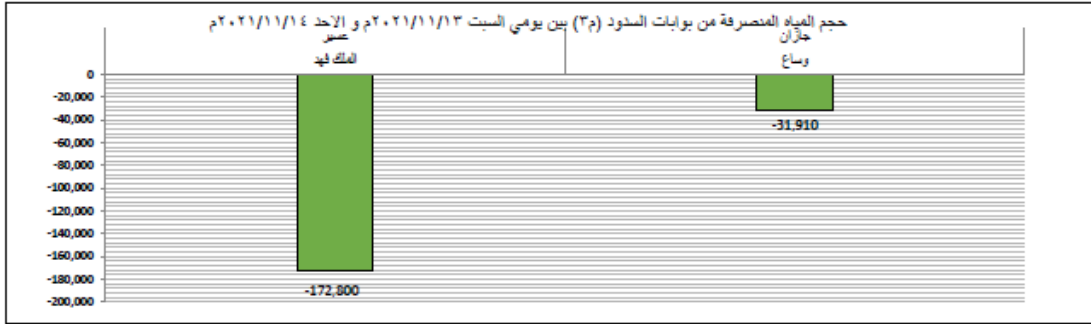 حجم المياه المنصرفة من بوابات السدود (م٣) بين يومي السبت ٢٠٢١/١١/١٣م و الاحد ٢٠٢١/١١/١٤م
جازان
عسير
وساع
الملك فهد
0
-20,000
-40,000
-60,000
-80,000
-100,000
-120,000
-140,000
-160,000
-180,000
-200,000
-31,910
-172,800